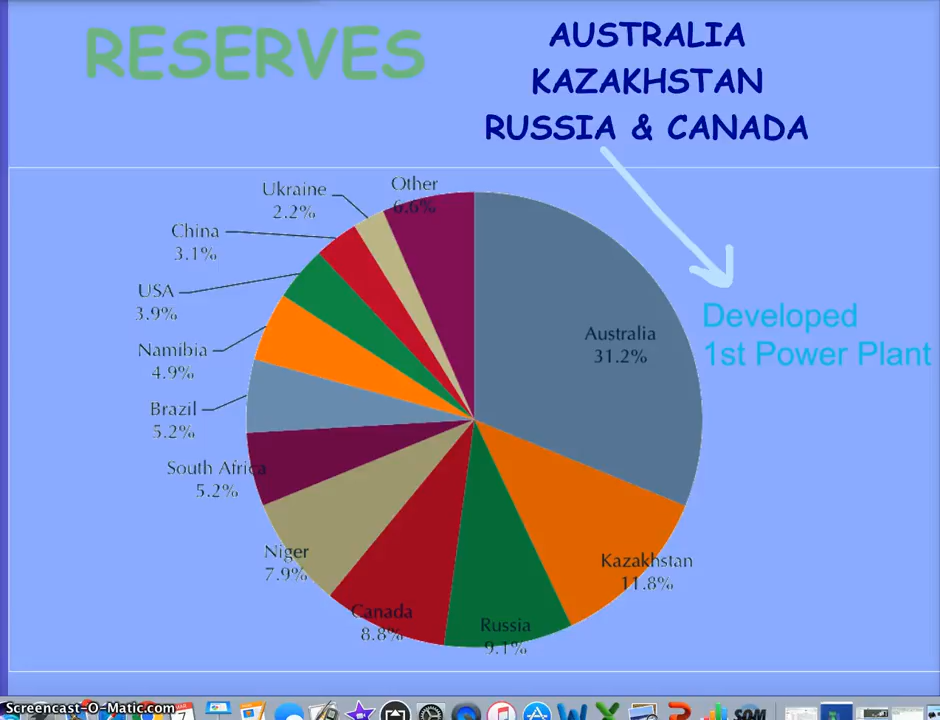 RESERVES
AUSTRALIA
KAZAKHSTAN
RUSSIA & CANADA
Developed
1st Power Plant
Other
6.6%
Ukraine
2.2%
China
3.1%
USA
3.9%
Namibia
4.9%
Brazil
5.2%
South Africa
5.2%
Niger
7.9%
Canada
8.8%
Russia
9.1%
Kazakhstan
11.8%
Australia
31.2%
Screencast-O-Matic.com
SOM